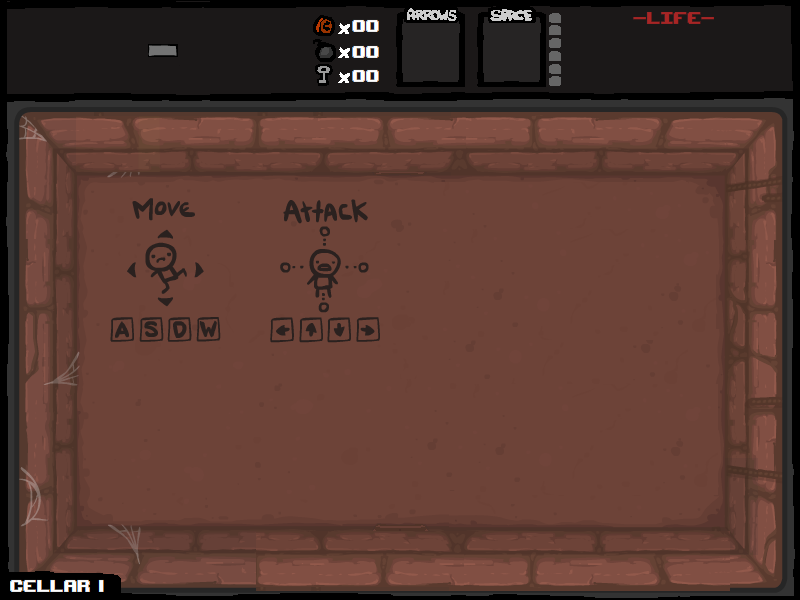 x00
x00
x00
ARROWS
SPACE
—LIFE—
MOVE
ATTACK
A S D W
CELLAR I